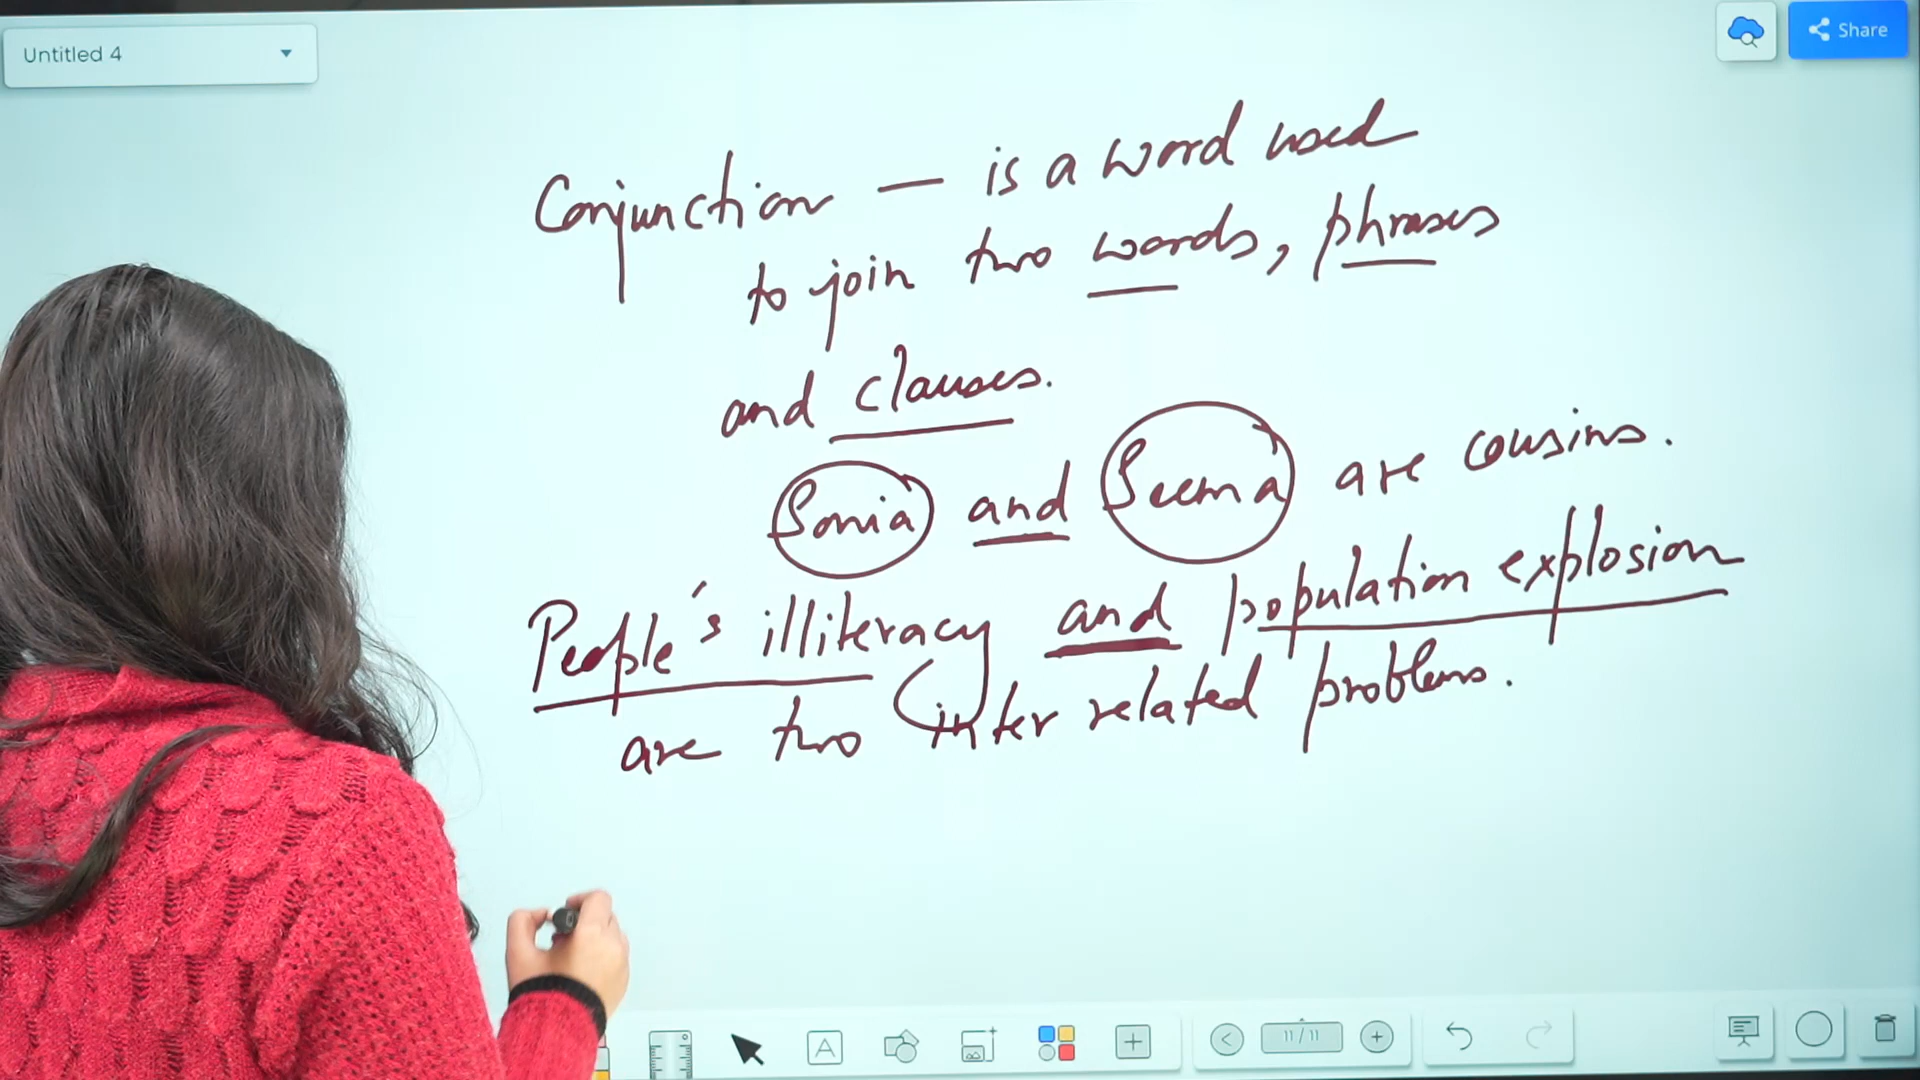 Untitled 4
Share
Conjunction — is a word used
to join two words, phrases
and clauses.
Sonia and Seema are cousins.
People's illiteracy and population explosion
are two inter related problems.
A
11/11